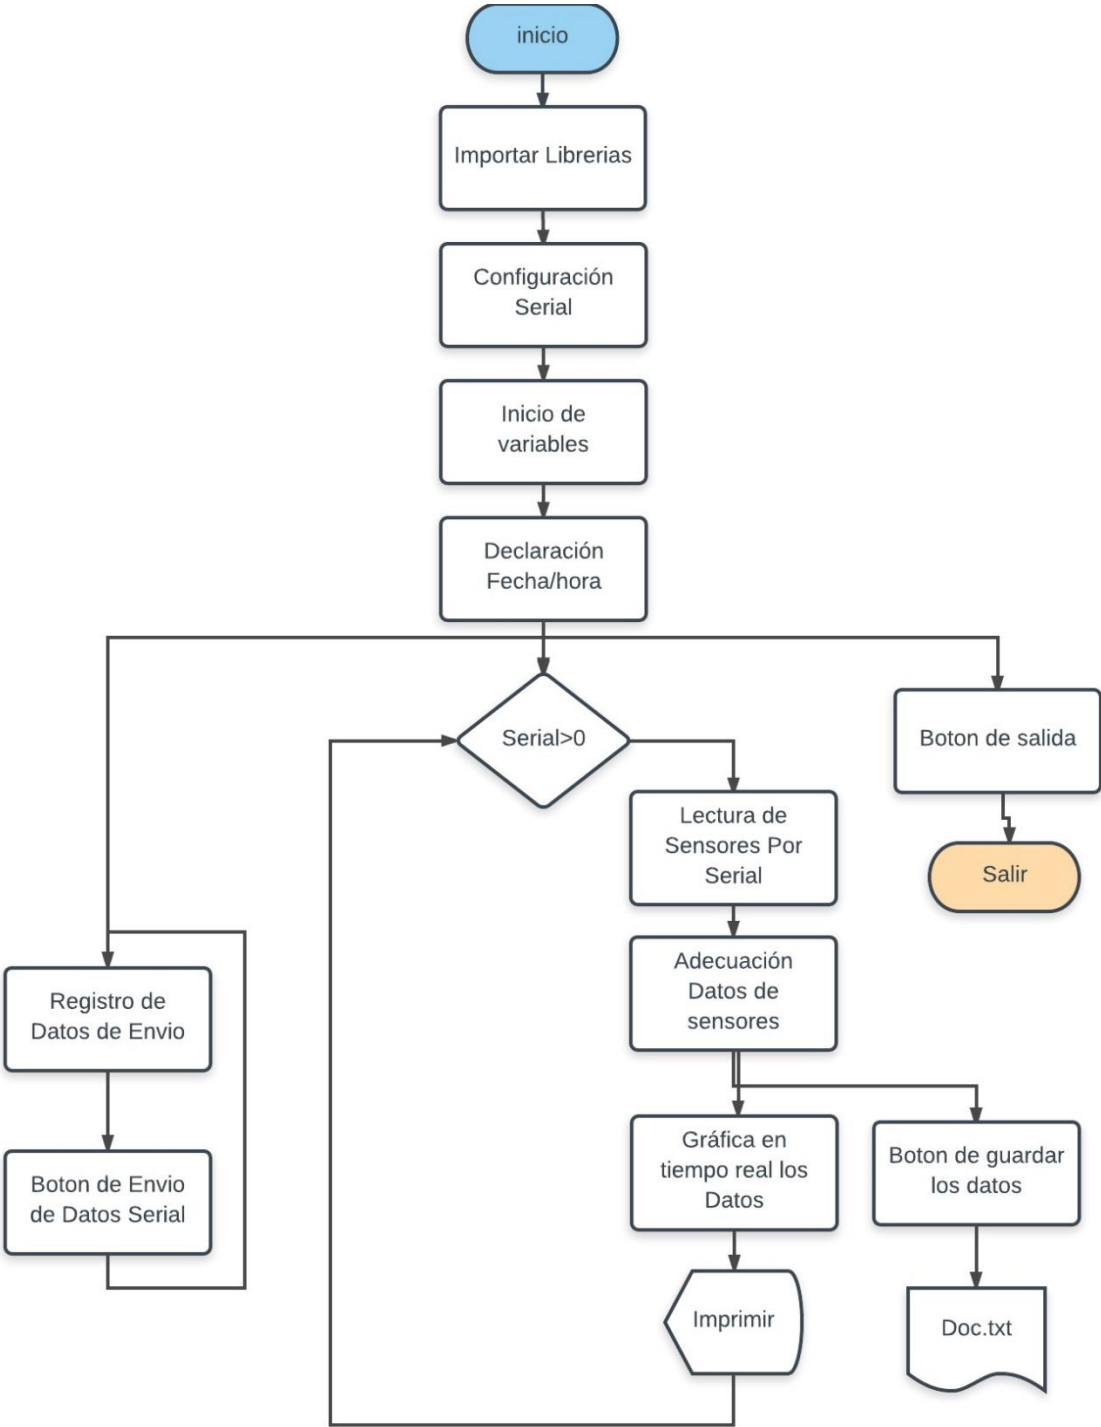 inicio
Importar Librerias
Configuración
Serial
Inicio de
variables
Declaración
Fecha/hora
Serial>0
Boton de salida
Lectura de
Sensores Por
Serial
Salir
Adecuación
Datos de
sensores
Registro de
Datos de Envio
Gráfica en
tiempo real los
Datos
Boton de guardar
los datos
Boton de Envio
de Datos Serial
Imprimir
Doc.txt